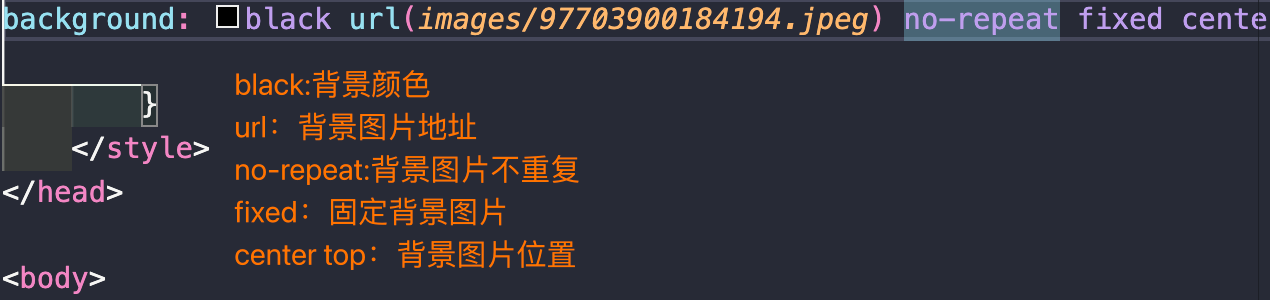 background: black url(images/97703900184194.jpeg) no-repeat fixed cente
black:背景颜色
}
url：背景图片地址
</style>
no-repeat:背景图片不重复
</head>
fixed：固定背景图片
center top：背景图片位置
<body>